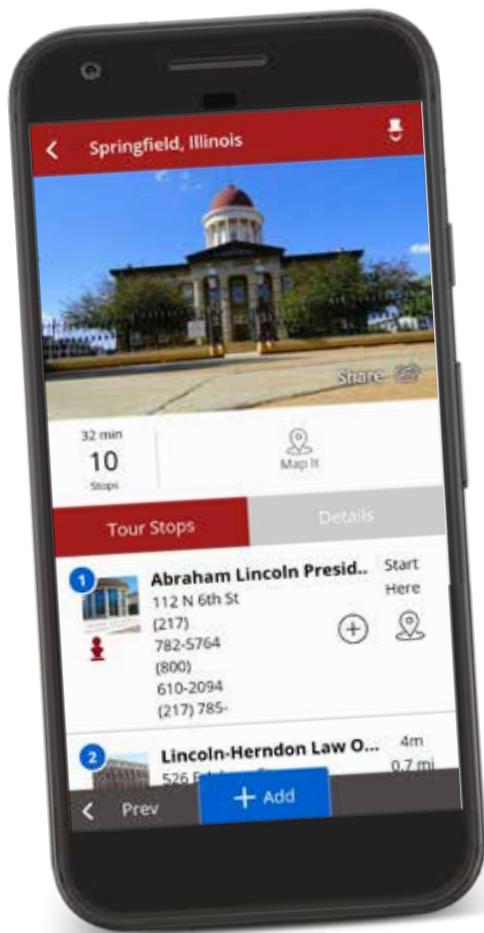 Springfield, Illinois
Share
32 min
10
Stops
Map It
Tour Stops
Details
1
Abraham Lincoln Presid..
Start
Here
112 N 6th St
(217)
782-5764
(800)
610-2094
(217) 785-
2
Lincoln-Herndon Law O...
4m
526 E
0.7 mi
Prev
+ Add